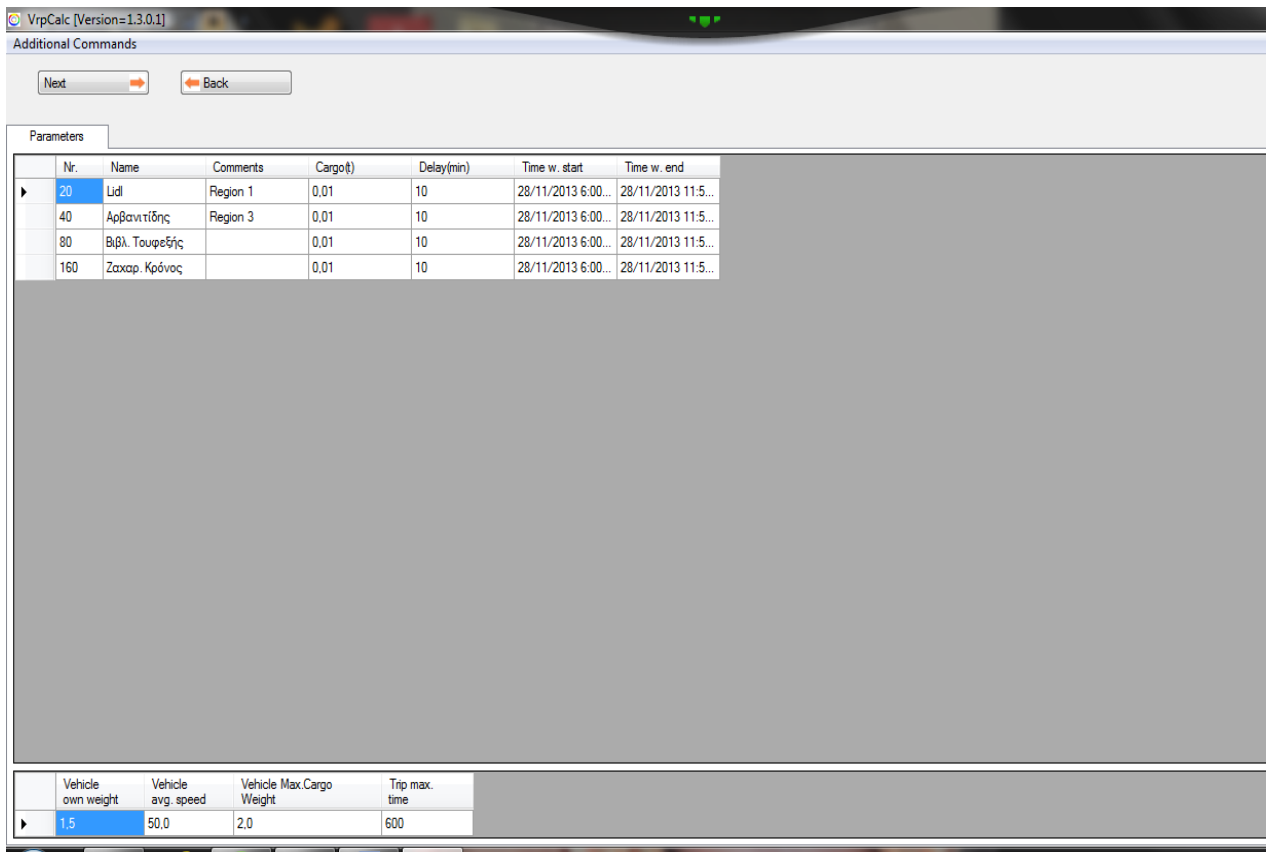 VrpCalc [Version=1.3.0.1]
Additional Commands
Next Back
Parameters
Nr. Name Comments Cargo(t) Delay(min) Time w. start Time w. end
20 Lidl Region 1 0,01 10 28/11/2013 6:00... 28/11/2013 11:5...
40 Αρβανιτίδης Region 3 0,01 10 28/11/2013 6:00... 28/11/2013 11:5...
80 Βιβλ. Τουφεξής 0,01 10 28/11/2013 6:00... 28/11/2013 11:5...
160 Ζαχαρ. Κρόνος 0,01 10 28/11/2013 6:00... 28/11/2013 11:5...
Vehicle Vehicle Vehicle Max.Cargo Trip max.
own weight avg. speed Weight time
1,5 50,0 2,0 600